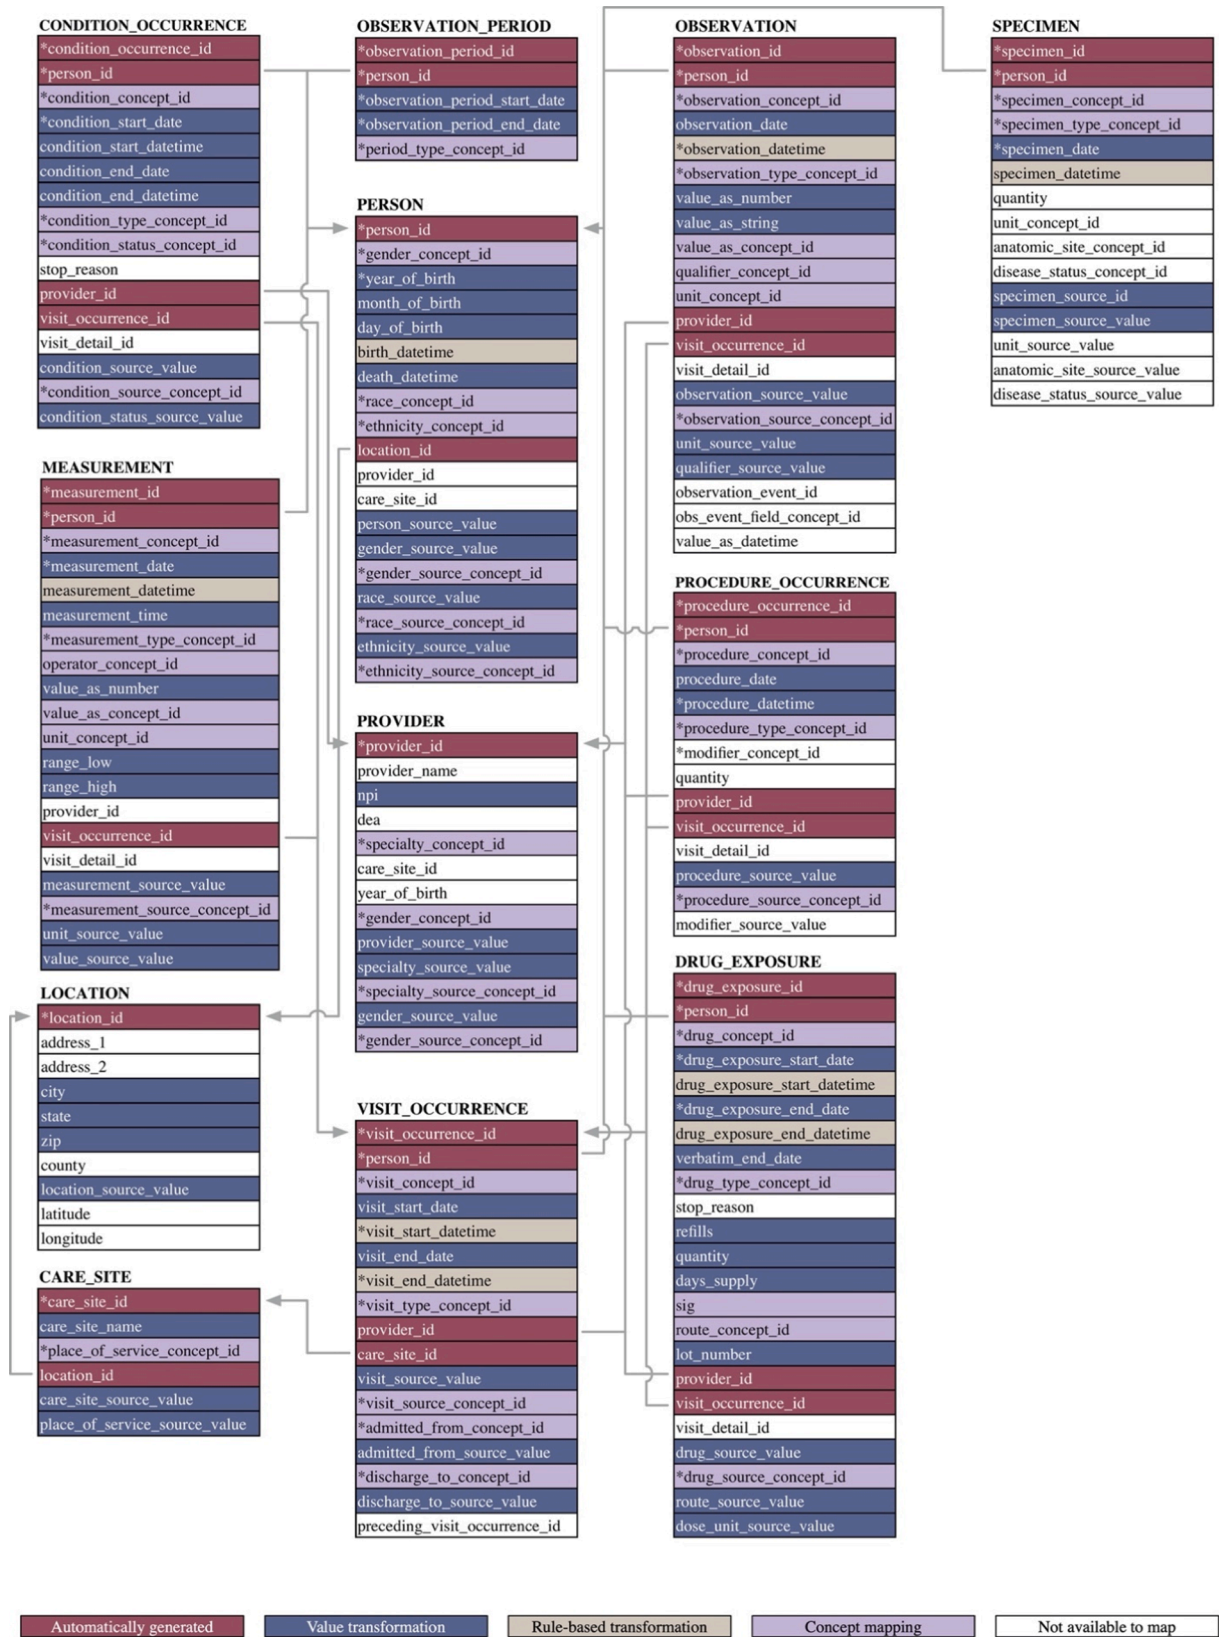 CONDITION_OCCURRENCE
*condition_occurrence_id
*person_id
*condition_concept_id
*condition_start_date
condition_start_datetime
condition_end_date
condition_end_datetime
*condition_type_concept_id
*condition_status_concept_id
stop_reason
provider_id
visit_occurrence_id
visit_detail_id
condition_source_value
*condition_source_concept_id
condition_status_source_value
MEASUREMENT
*measurement_id
*person_id
*measurement_concept_id
*measurement_date
measurement_datetime
measurement_time
*measurement_type_concept_id
operator_concept_id
value_as_number
value_as_concept_id
unit_concept_id
range_low
range_high
provider_id
visit_occurrence_id
visit_detail_id
measurement_source_value
*measurement_source_concept_id
unit_source_value
value_source_value
LOCATION
*location_id
address_1
address_2
city
state
zip
county
location_source_value
latitude
longitude
CARE_SITE
*care_site_id
care_site_name
*place_of_service_concept_id
location_id
care_site_source_value
place_of_service_source_value
OBSERVATION_PERIOD
*observation_period_id
*person_id
*observation_period_start_date
*observation_period_end_date
*period_type_concept_id
PERSON
*person_id
*gender_concept_id
*year_of_birth
month_of_birth
day_of_birth
birth_datetime
death_datetime
*race_concept_id
*ethnicity_concept_id
location_id
provider_id
care_site_id
person_source_value
gender_source_value
*gender_source_concept_id
race_source_value
*race_source_concept_id
ethnicity_source_value
*ethnicity_source_concept_id
PROVIDER
*provider_id
provider_name
npi
dea
*specialty_concept_id
care_site_id
year_of_birth
*gender_concept_id
provider_source_value
specialty_source_value
*specialty_source_concept_id
gender_source_value
*gender_source_concept_id
VISIT_OCCURRENCE
*visit_occurrence_id
*person_id
*visit_concept_id
visit_start_date
*visit_start_datetime
visit_end_date
*visit_end_datetime
*visit_type_concept_id
provider_id
care_site_id
visit_source_value
*visit_source_concept_id
*admitted_from_concept_id
admitted_from_source_value
*discharge_to_concept_id
discharge_to_source_value
preceding_visit_occurrence_id
OBSERVATION
*observation_id
*person_id
*observation_concept_id
observation_date
*observation_datetime
*observation_type_concept_id
value_as_number
value_as_string
value_as_concept_id
qualifier_concept_id
unit_concept_id
provider_id
visit_occurrence_id
visit_detail_id
observation_source_value
*observation_source_concept_id
unit_source_value
qualifier_source_value
observation_event_id
obs_event_field_concept_id
value_as_datetime
PROCEDURE_OCCURRENCE
*procedure_occurrence_id
*person_id
*procedure_concept_id
procedure_date
*procedure_datetime
*procedure_type_concept_id
*modifier_concept_id
quantity
provider_id
visit_occurrence_id
visit_detail_id
procedure_source_value
*procedure_source_concept_id
modifier_source_value
DRUG_EXPOSURE
*drug_exposure_id
*person_id
*drug_concept_id
*drug_exposure_start_date
drug_exposure_start_datetime
*drug_exposure_end_date
drug_exposure_end_datetime
verbatim_end_date
*drug_type_concept_id
stop_reason
refills
quantity
days_supply
sig
route_concept_id
lot_number
provider_id
visit_occurrence_id
visit_detail_id
drug_source_value
*drug_source_concept_id
route_source_value
dose_unit_source_value
SPECIMEN
*specimen_id
*person_id
*specimen_concept_id
*specimen_type_concept_id
*specimen_date
specimen_datetime
quantity
unit_concept_id
anatomic_site_concept_id
disease_status_concept_id
specimen_source_id
specimen_source_value
unit_source_value
anatomic_site_source_value
disease_status_source_value
Automatically generated
Value transformation
Rule-based transformation
Concept mapping
Not available to map